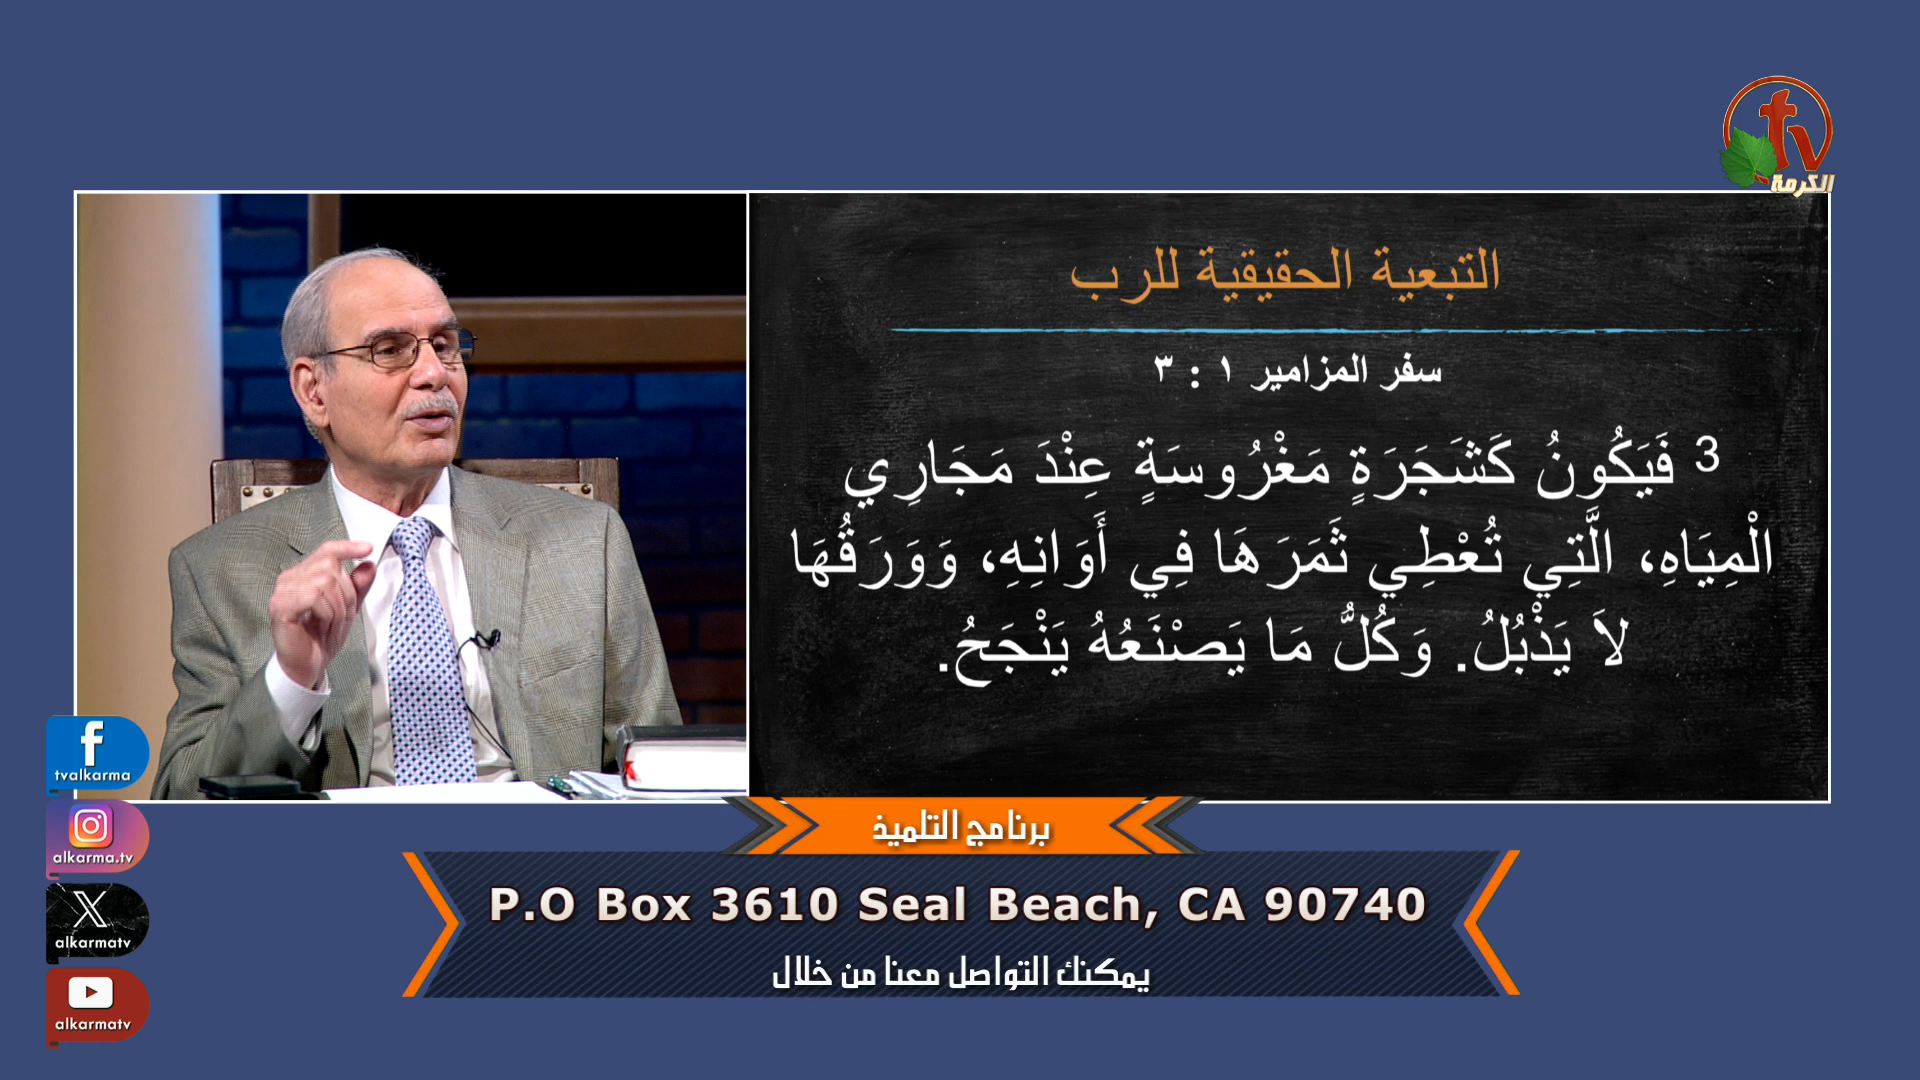 tv
الكرمة
التبعية الحقيقية للرب
سفر المزامير ١ : ٣
3 فَيَكُونُ كَشَجَرَةٍ مَغْرُوسَةٍ عِنْدَ مَجَارِي
الْمِيَاهِ، الَّتِي تُعْطِي ثَمَرَهَا فِي أَوَانِهِ، وَوَرَقُهَا
لاَ يَذْبُلُ. وَكُلُّ مَا يَصْنَعُهُ يَنْجَحُ.
tvalkarma
alkarma.tv
alkarmatv
alkarmatv
برنامج التلميذ
P.O Box 3610 Seal Beach, CA 90740
يمكنك التواصل معنا من خلال